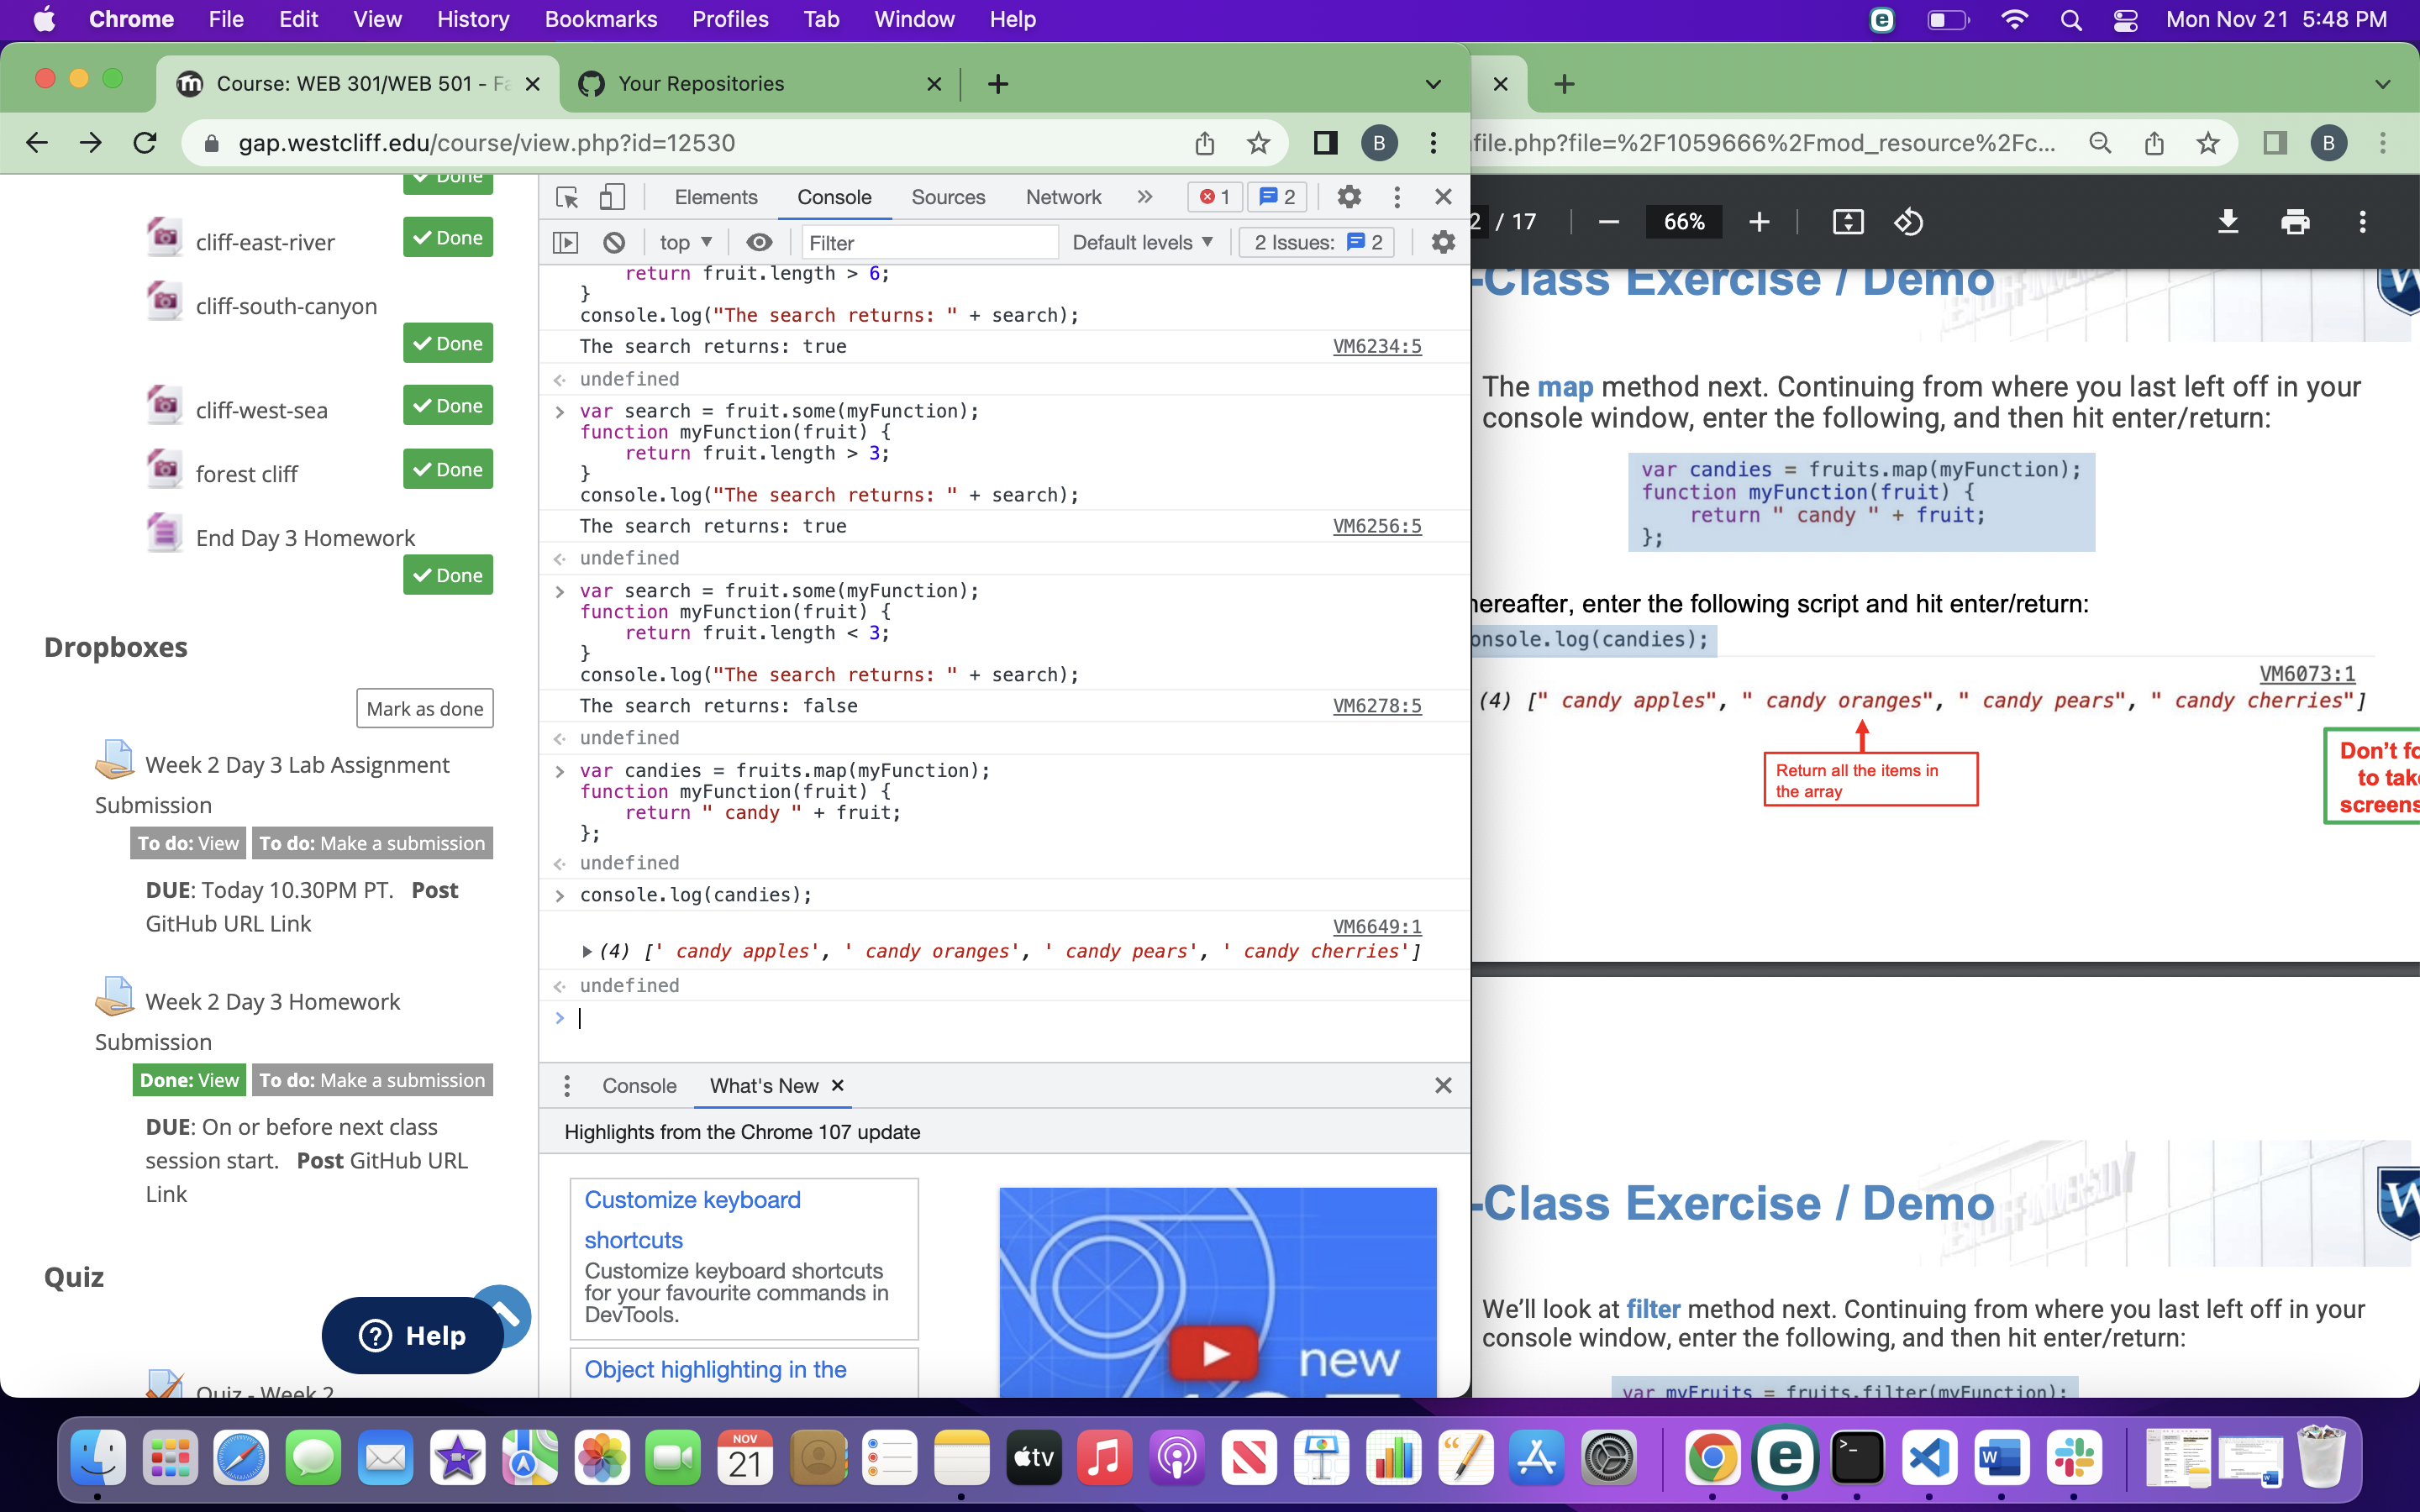 Chrome File Edit View History Bookmarks Profiles Tab Window Help
Mon Nov 21 5:48 PM
Course: WEB 301/WEB 501 - Fa
Your Repositories
gap.westcliff.edu/course/view.php?id=12530
B
file.php?file=%2F1059666%2Fmod_resource%2Fc...
B
Done
cliff-east-river
Done
cliff-south-canyon
Done
cliff-west-sea
Done
forest cliff
Done
End Day 3 Homework
Done
Dropboxes
Mark as done
Week 2 Day 3 Lab Assignment
Submission
To do: View
To do: Make a submission
DUE: Today 10.30PM PT. Post
GitHub URL Link
Week 2 Day 3 Homework
Submission
Done: View
To do: Make a submission
DUE: On or before next class
session start. Post GitHub URL
Link
Quiz
Help
Quiz - Week 2
Elements Console Sources Network
1
2
top
Filter
Default levels
2 Issues: 2
return fruit.length > 6;
}
console.log("The search returns: " + search);
The search returns: true VM6234:5
undefined
var search = fruit.some(myFunction);
function myFunction(fruit) {
return fruit.length > 3;
}
console.log("The search returns: " + search);
The search returns: true VM6256:5
undefined
var search = fruit.some(myFunction);
function myFunction(fruit) {
return fruit.length < 3;
}
console.log("The search returns: " + search);
The search returns: false VM6278:5
undefined
var candies = fruits.map(myFunction);
function myFunction(fruit) {
return " candy " + fruit;
};
undefined
console.log(candies);
VM6649:1
(4) [' candy apples', ' candy oranges', ' candy pears', ' candy cherries']
undefined
Console What's New
Highlights from the Chrome 107 update
Customize keyboard
shortcuts
Customize keyboard shortcuts
for your favourite commands in
DevTools.
Object highlighting in the
new
2 / 17
66%
-Class Exercise / Demo
W
The map method next. Continuing from where you last left off in your
console window, enter the following, and then hit enter/return:
var candies = fruits.map(myFunction);
function myFunction(fruit) {
return " candy " + fruit;
};
hereafter, enter the following script and hit enter/return:
onsole.log(candies);
VM6073:1
(4) [" candy apples", " candy oranges", " candy pears", " candy cherries"]
Return all the items in
the array
Don't fo
to tak
screens
-Class Exercise / Demo
W
We'll look at filter method next. Continuing from where you last left off in your
console window, enter the following, and then hit enter/return:
var myFruits = fruits.filter(myFunction);
NOV
21
tv